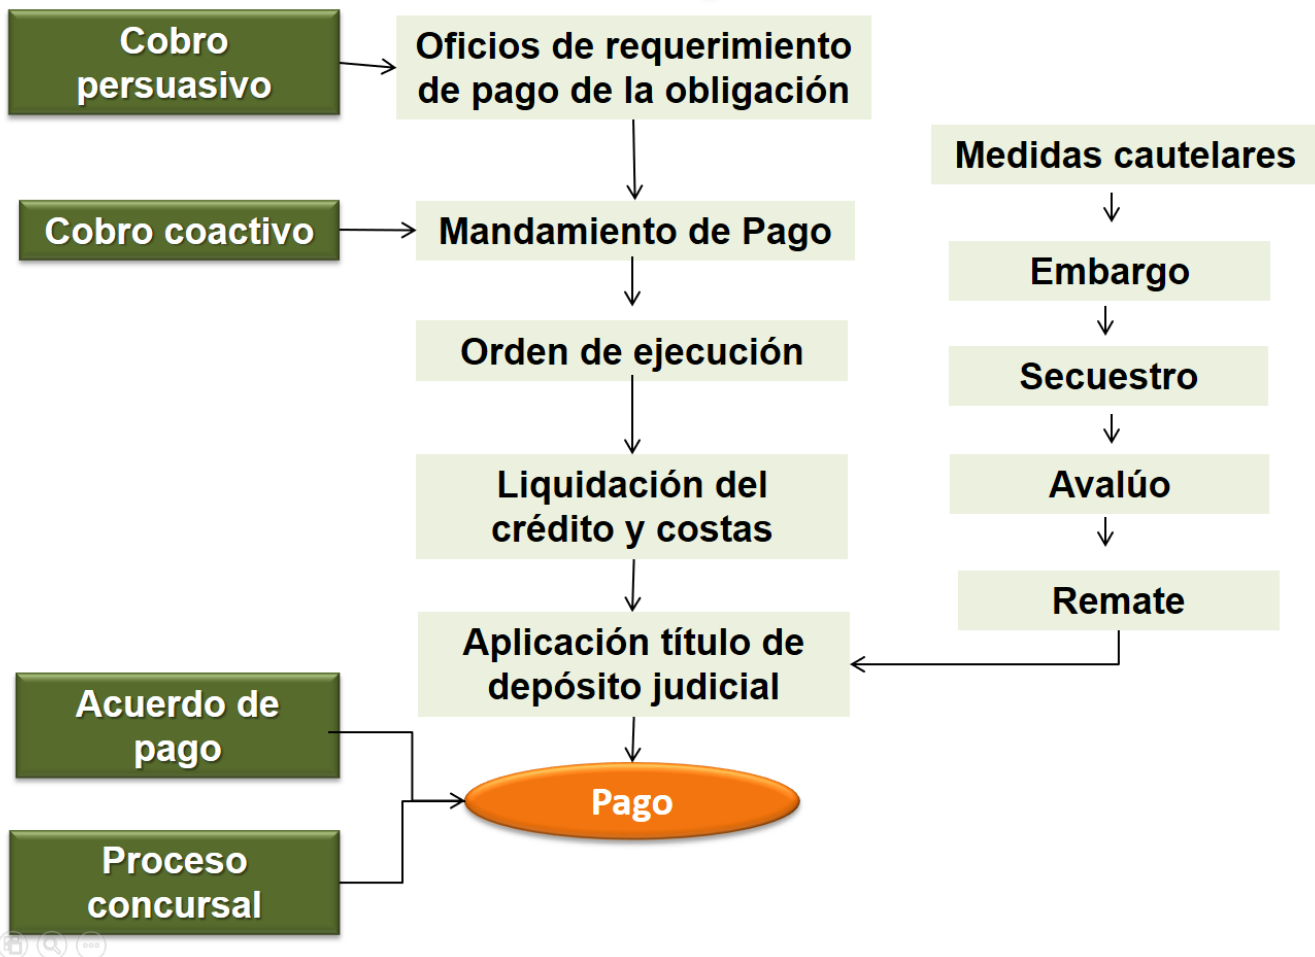 Cobro
persuasivo
Oficios de requerimiento
de pago de la obligación
Medidas cautelares
Cobro coactivo
Mandamiento de Pago
Embargo
Orden de ejecución
Secuestro
Liquidación del
crédito y costas
Avalúo
Remate
Aplicación título de
depósito judicial
Acuerdo de
pago
Pago
Proceso
concursal